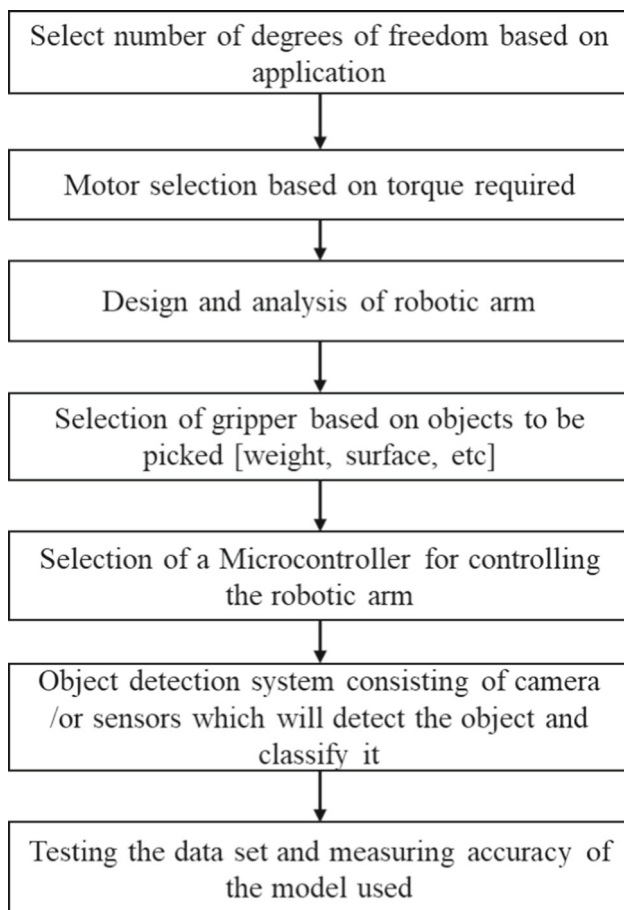 Select number of degrees of freedom based on
application
Motor selection based on torque required
Design and analysis of robotic arm
Selection of gripper based on objects to be
picked [weight, surface, etc]
Selection of a Microcontroller for controlling
the robotic arm
Object detection system consisting of camera
/or sensors which will detect the object and
classify it
Testing the data set and measuring accuracy of
the model used